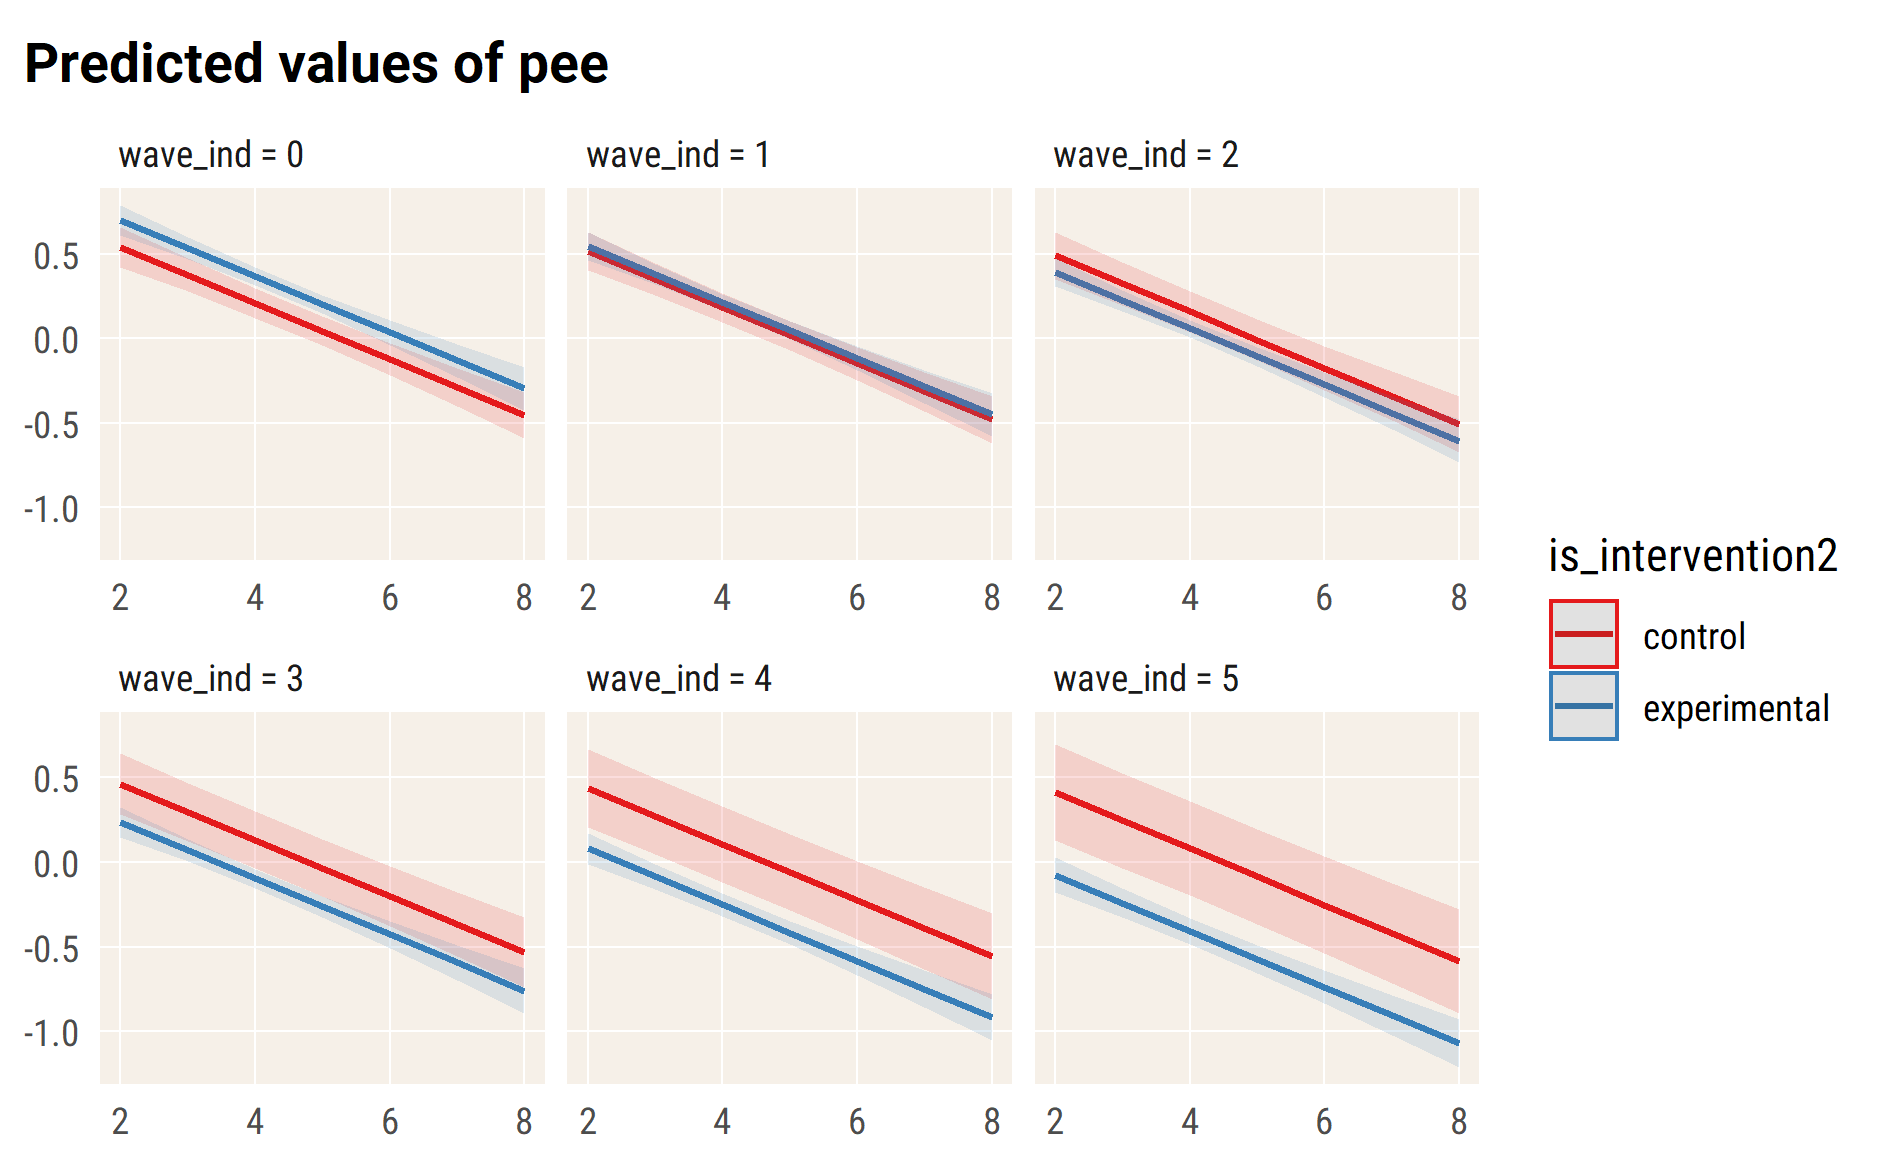 Predicted values of pee
wave_ind = 0
wave_ind = 1
wave_ind = 2
0.5
0.0
-0.5
-1.0
2 4 6 8
2 4 6 8
2 4 6 8
wave_ind = 3
wave_ind = 4
wave_ind = 5
0.5
0.0
-0.5
-1.0
2 4 6 8
2 4 6 8
2 4 6 8
is_intervention2
control
experimental